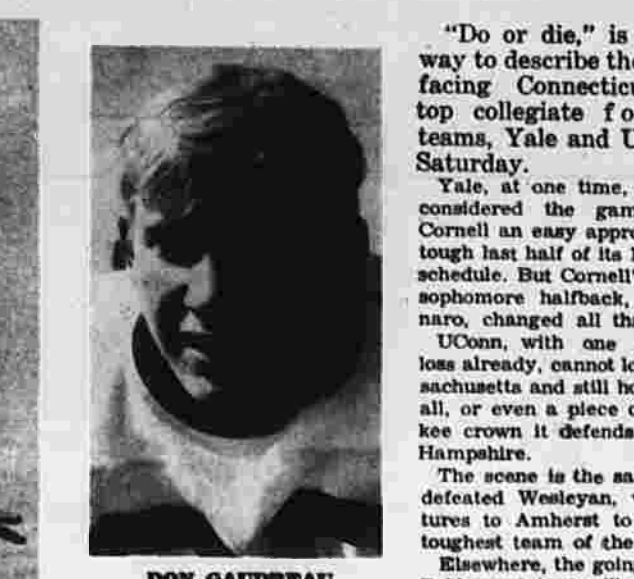 DON GAUDREAU
"Do or die," is
way to describe the
facing Connecticu
top collegiate fo
teams, Yale and U
Saturday.
Yale, at one time,
considered the gam
Cornell an easy appre
tough last half of its
schedule. But Cornell'
sophomore halfback,
naro, changed all th
UConn, with one
loss already, cannot lo
sachusetts and still ho
all, or even a piece o
kee crown it defends
Hampshire.
The scene is the sa
defeated Wesleyan,
tures to Amherst to
toughest team of the
Elsewhere, the goin